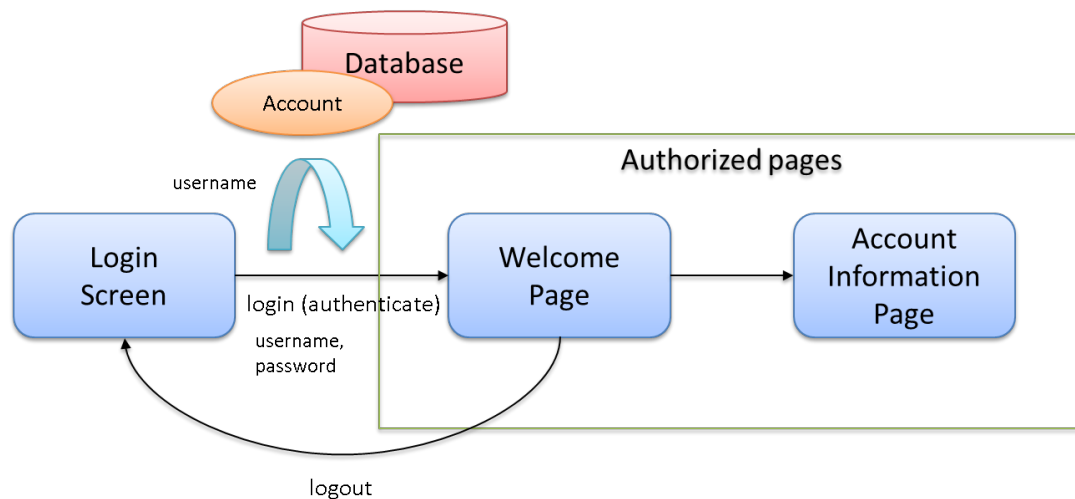 Database
Account
Authorized pages
username
Login
Screen
login (authenticate)
username,
password
Welcome
Page
Account
Information
Page
logout